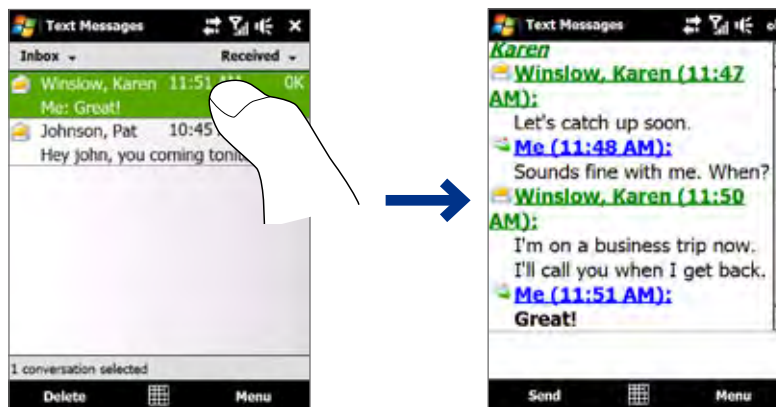 Text Messages
Inbox
Received
Winslow, Karen 11:51 OK
Me: Great!
Johnson, Pat 10:45
Hey john, you coming
1 conversation selected
Delete
Menu
Text Messages
Karen
Winslow, Karen (11:47
AM):
Let's catch up soon.
Me (11:48 AM):
Sounds fine with me. When?
Winslow, Karen (11:50
AM):
I'm on a business trip now.
I'll call you when I get back.
Me (11:51 AM):
Great!
Send
Menu